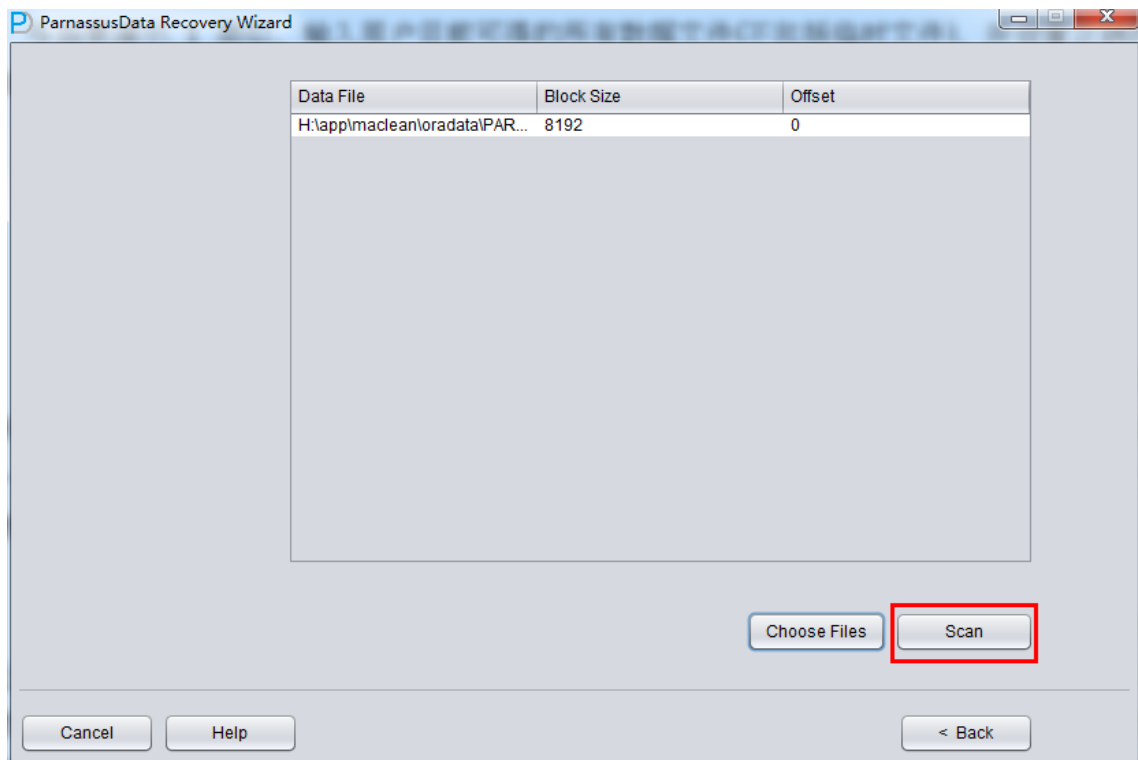 ParnassusData Recovery Wizard
Data File Block Size Offset
H:\app\maclean\oradata\PAR... 8192 0
Choose Files Scan
Cancel Help < Back